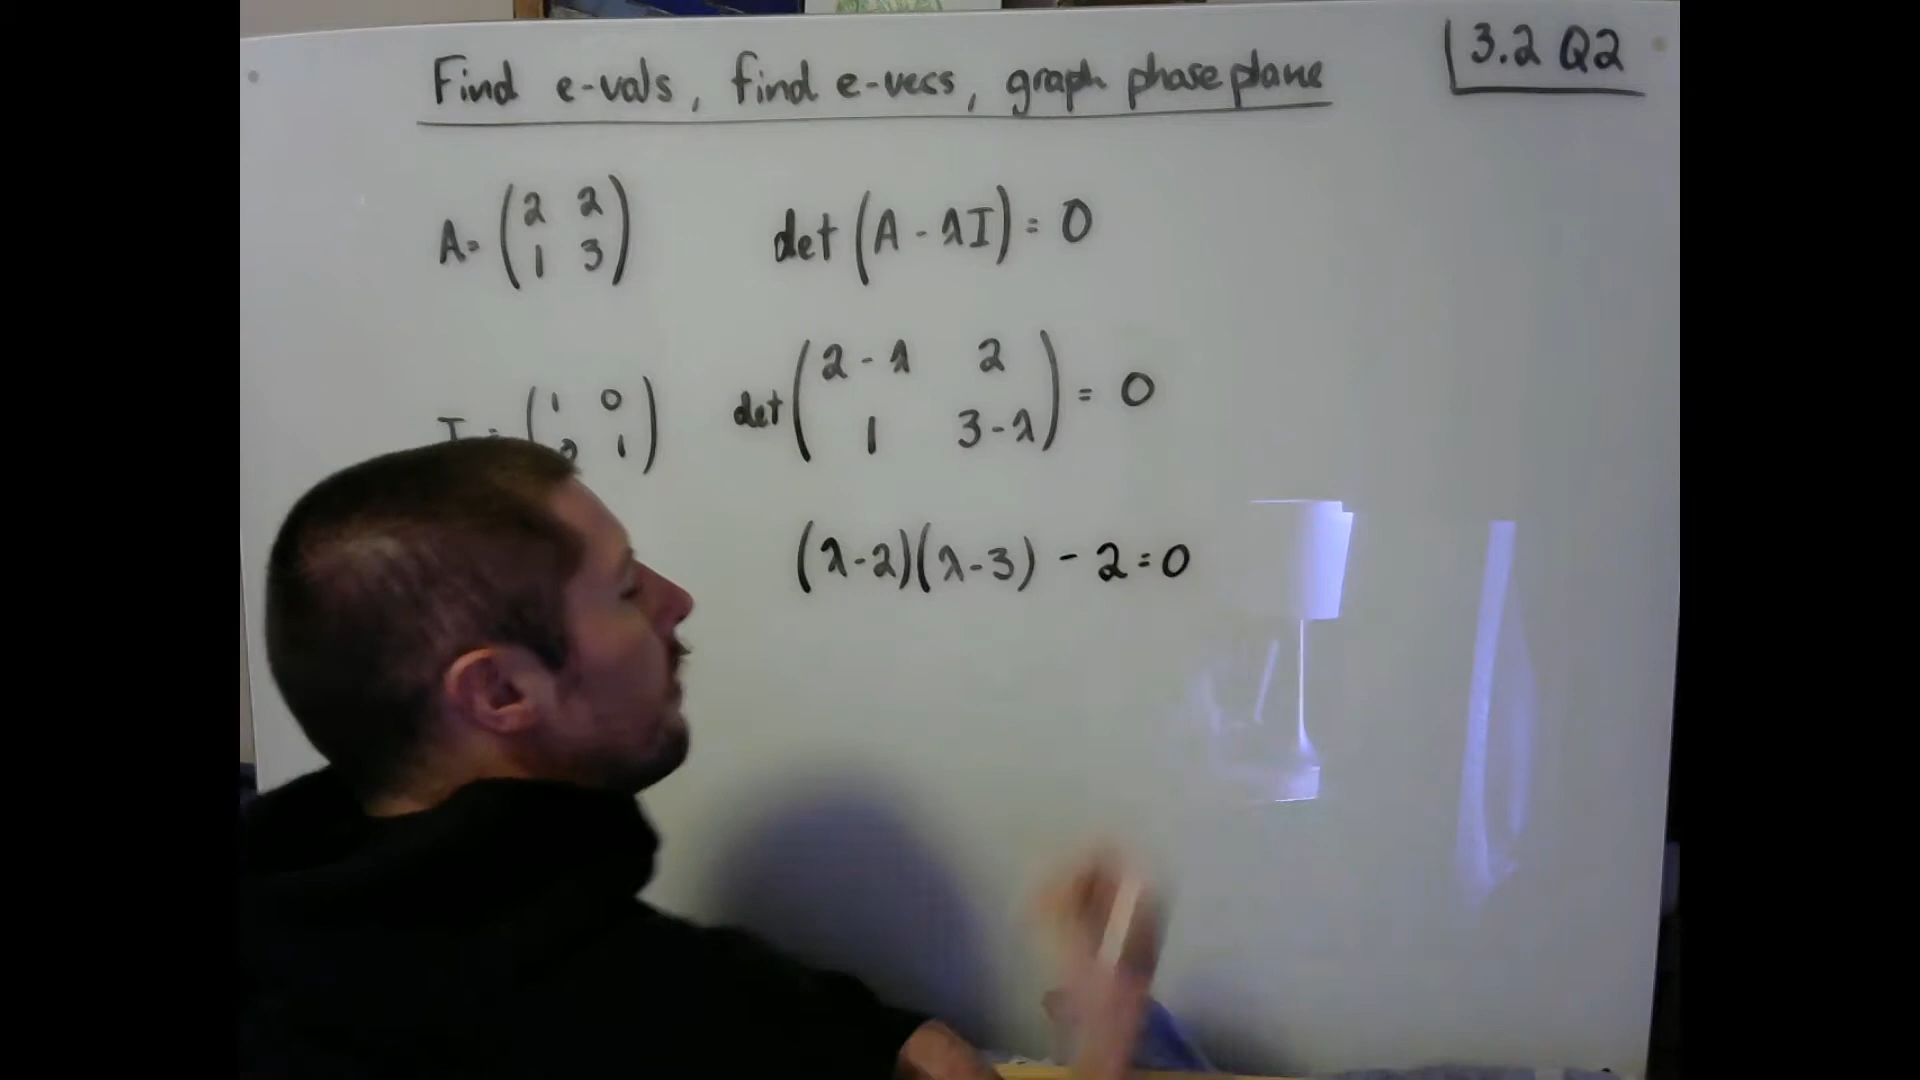 Find e-vals, find e-vecs, graph phase plane
3.2 Q2
A = (2 2
1 3)
det (A - λI) = 0
I = (1 0
0 1)
det (2 - λ 2
1 3 - λ) = 0
(λ - 2)(λ - 3) - 2 = 0